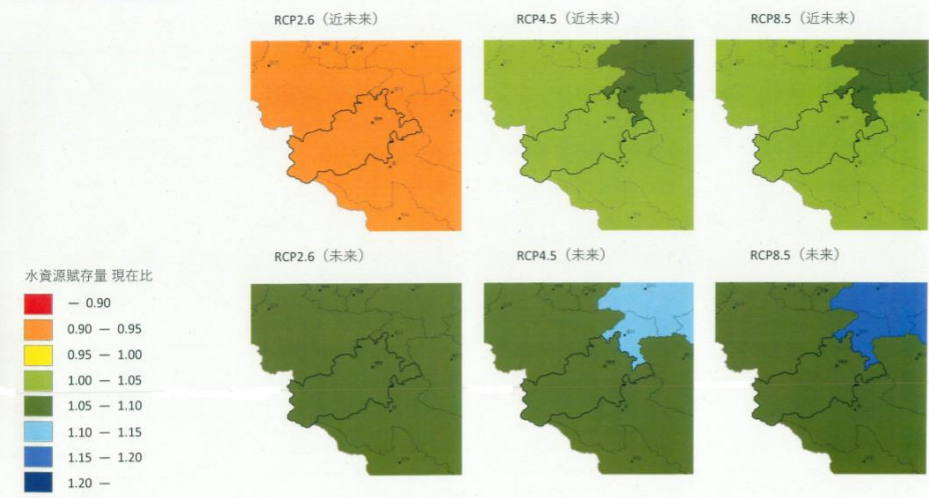 RCP2.6（近未来）
RCP4.5（近未来）
RCP8.5（近未来）
RCP2.6（未来）
RCP4.5（未来）
RCP8.5（未来）
水資源賦存量 現在比
－ 0.90
0.90 － 0.95
0.95 － 1.00
1.00 － 1.05
1.05 － 1.10
1.10 － 1.15
1.15 － 1.20
1.20 －